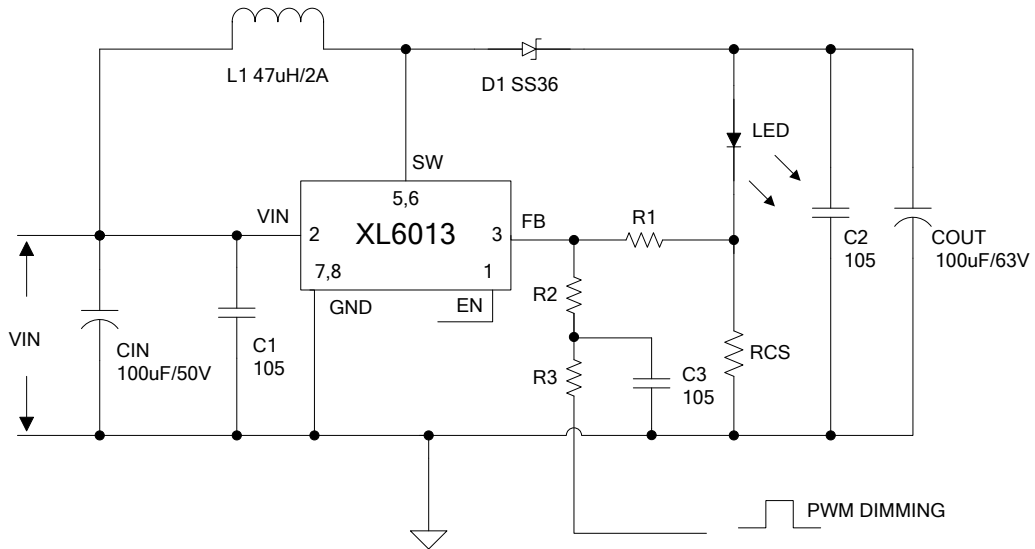 L1 47uH/2A
D1 SS36
SW
LED
5,6
VIN
2
XL6013
3
FB
R1
7,8
1
GND
EN
R2
C2
105
COUT
100uF/63V
VIN
CIN
100uF/50V
C1
105
R3
C3
105
RCS
PWM DIMMING